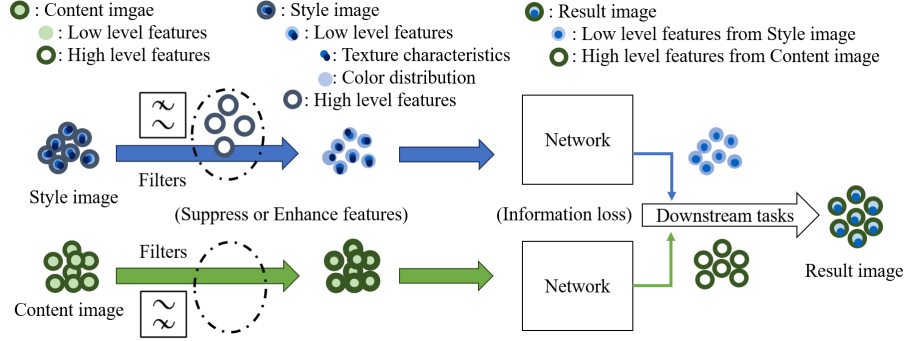 : Content imgae
: Low level features
: High level features
: Style image
: Low level features
: Texture characteristics
: Color distribution
: High level features
: Result image
: Low level features from Style image
: High level features from Content image
Style image
Filters
Network
(Suppress or Enhance features)
(Information loss)
Downstream tasks
Result image
Filters
Content image
Network